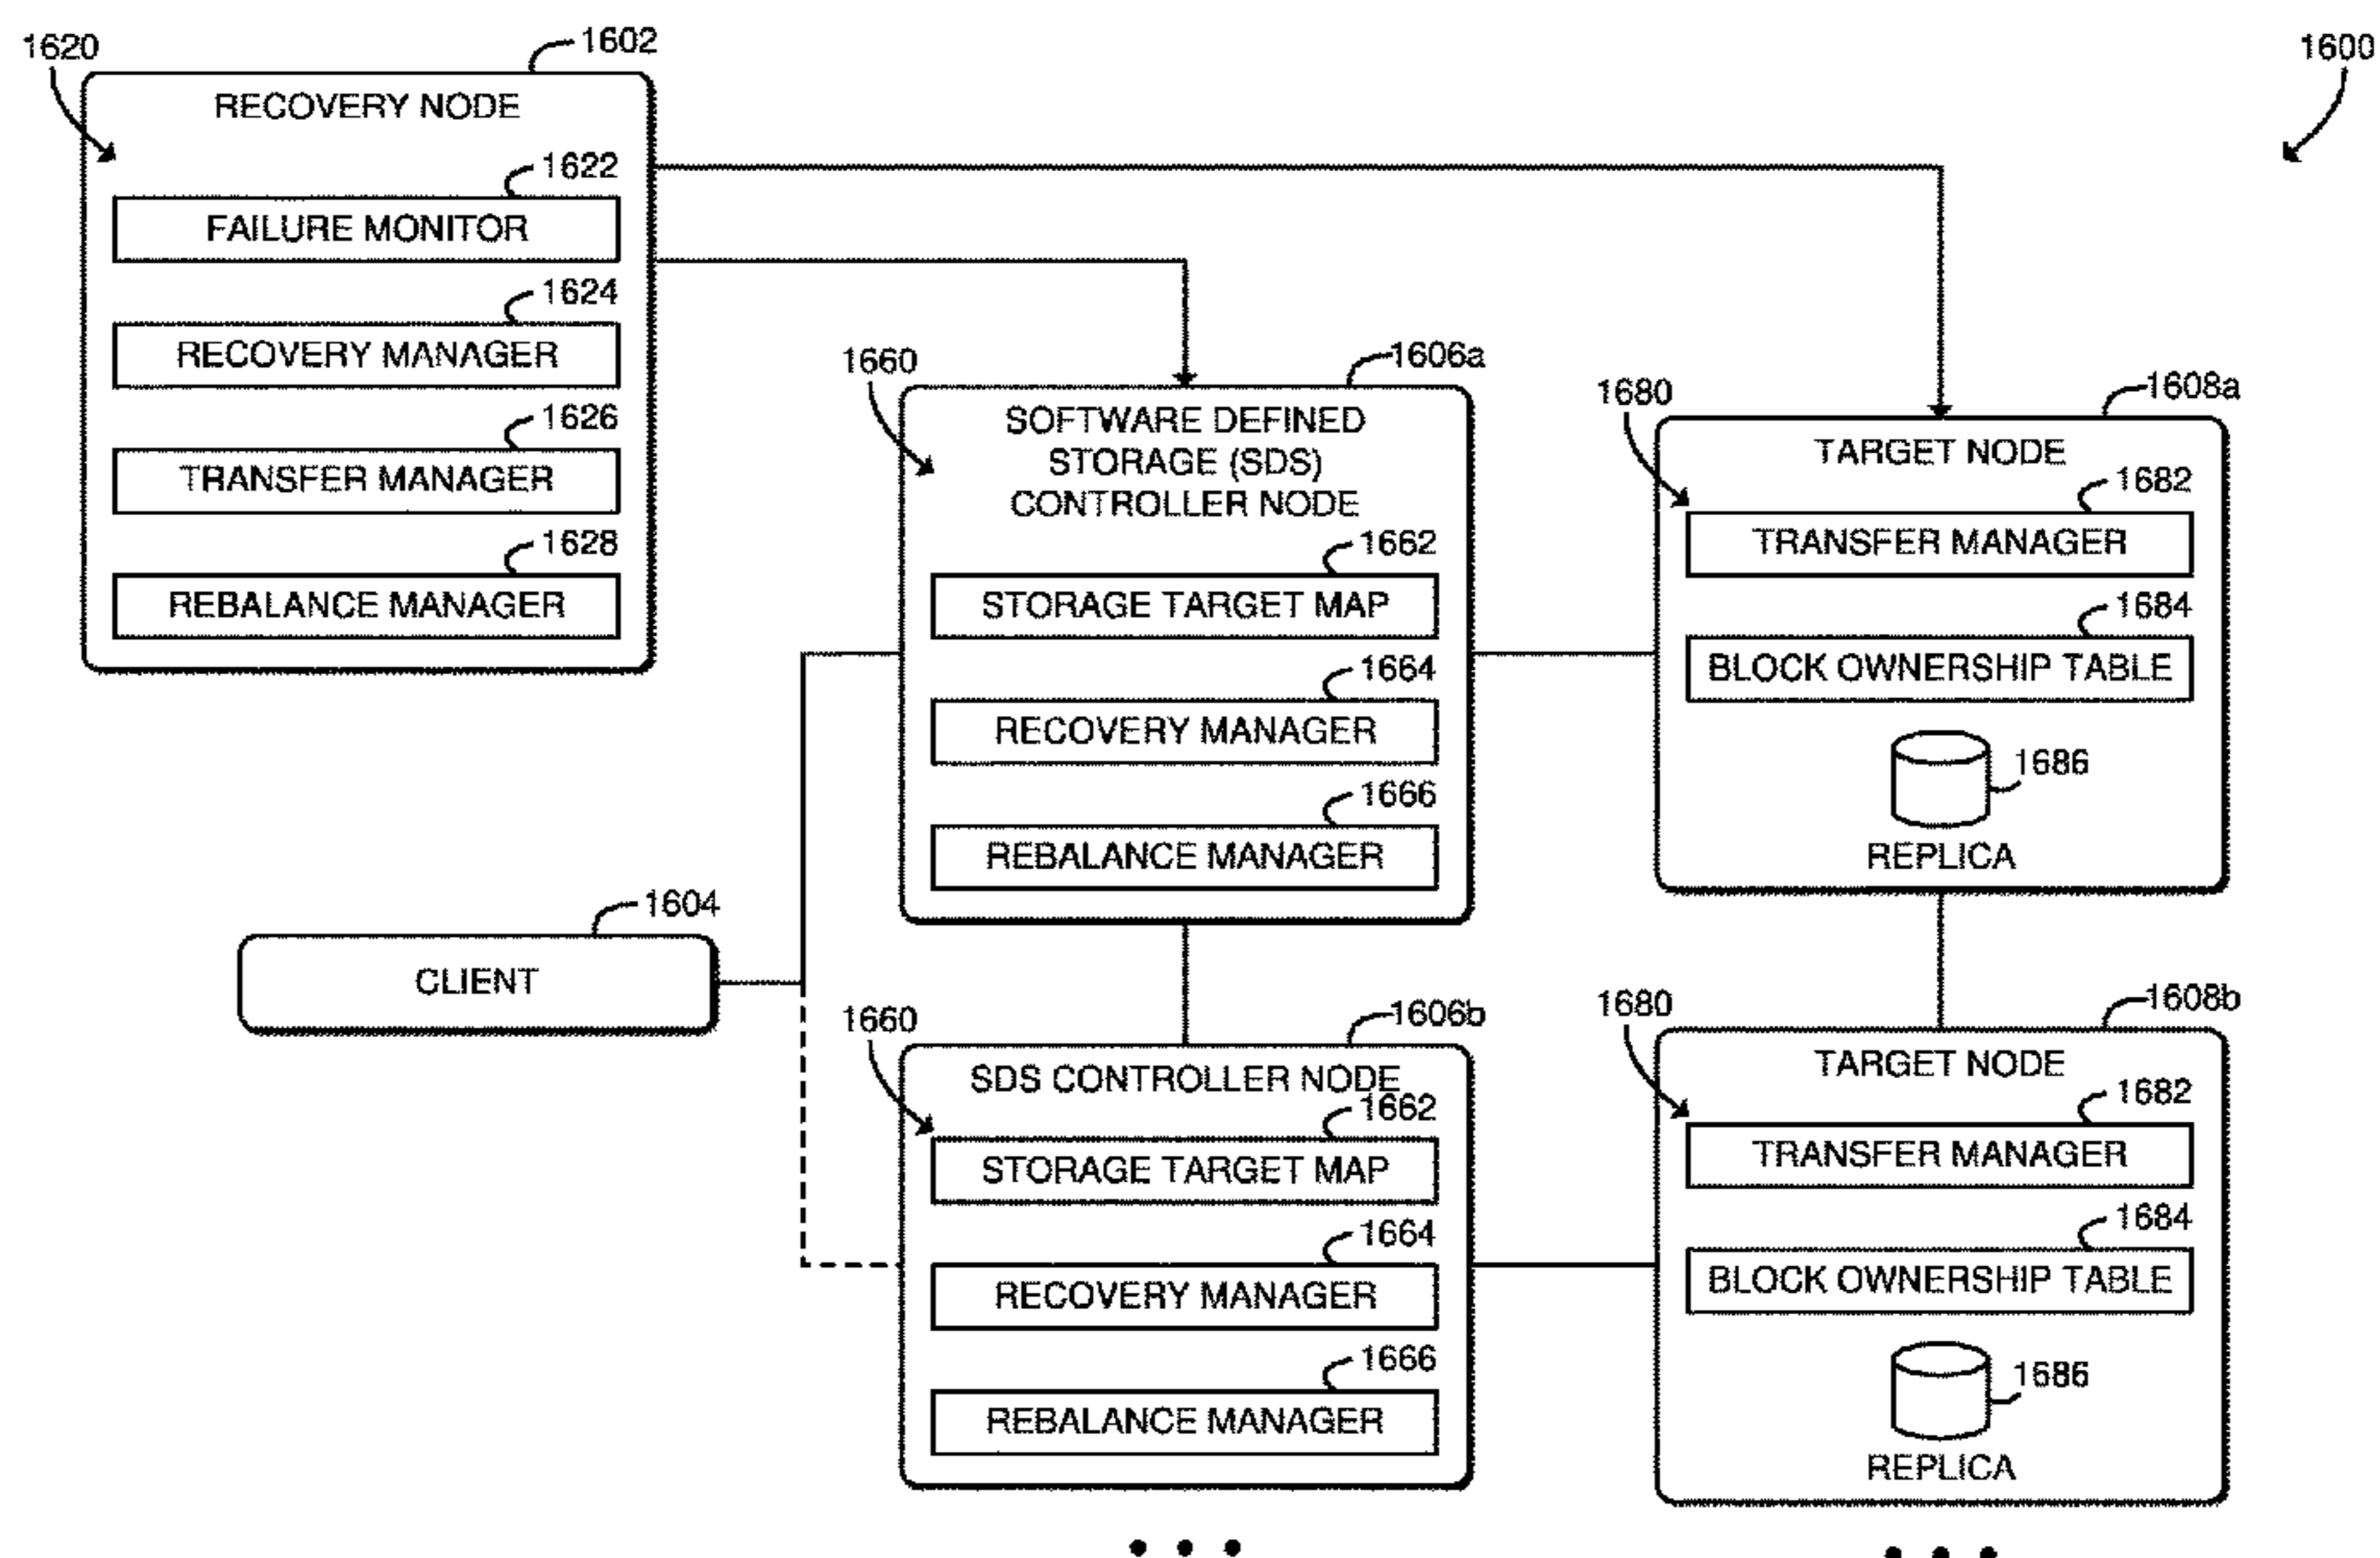 1620
1602
1600
RECOVERY NODE
1622
FAILURE MONITOR
1624
RECOVERY MANAGER
1626
TRANSFER MANAGER
1628
REBALANCE MANAGER
1604
CLIENT
1660
1606a
SOFTWARE DEFINED
STORAGE (SDS)
CONTROLLER NODE
1662
STORAGE TARGET MAP
1664
RECOVERY MANAGER
1666
REBALANCE MANAGER
1680
1608a
TARGET NODE
1682
TRANSFER MANAGER
1684
BLOCK OWNERSHIP TABLE
1686
REPLICA
1660
1606b
SDS CONTROLLER NODE
1662
STORAGE TARGET MAP
1664
RECOVERY MANAGER
1666
REBALANCE MANAGER
1680
1608b
TARGET NODE
1682
TRANSFER MANAGER
1684
BLOCK OWNERSHIP TABLE
1686
REPLICA